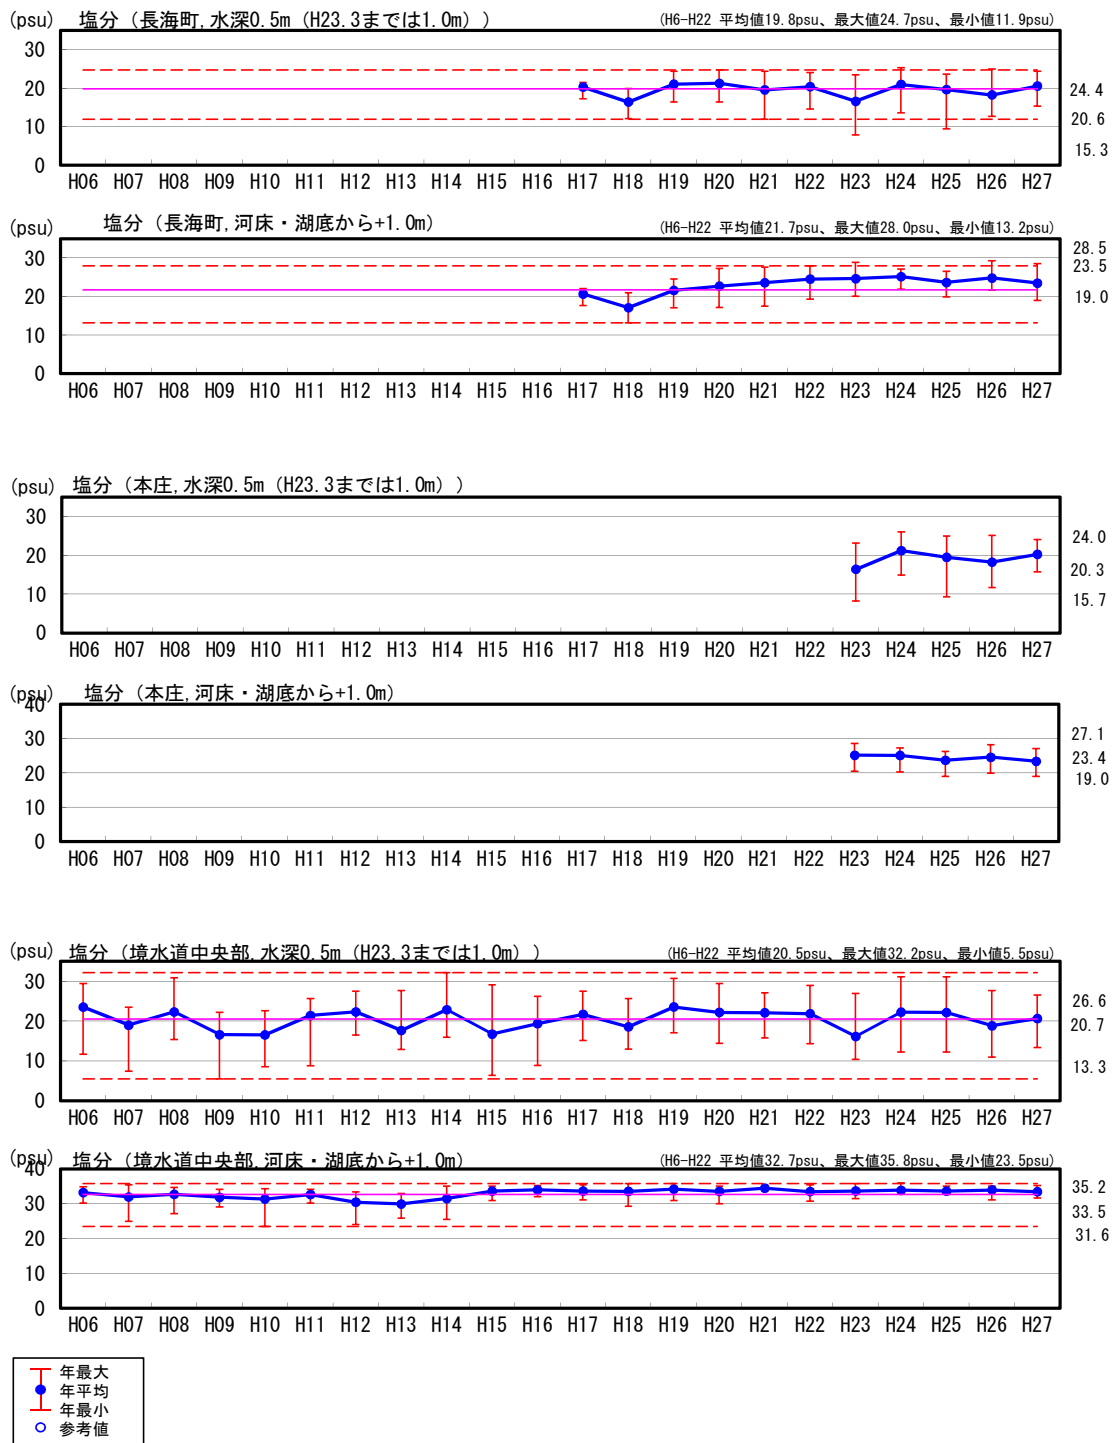 (psu) 塩分（長海町,水深0.5m（H23.3までは1.0m）） (H6-H22 平均値19.8psu、最大値24.7psu、最小値11.9psu)
30
20
10
0
24.4
20.6
15.3
H06 H07 H08 H09 H10 H11 H12 H13 H14 H15 H16 H17 H18 H19 H20 H21 H22 H23 H24 H25 H26 H27
(psu) 塩分（長海町,河床・湖底から+1.0m） (H6-H22 平均値21.7psu、最大値28.0psu、最小値13.2psu)
30
20
10
0
28.5
23.5
19.0
H06 H07 H08 H09 H10 H11 H12 H13 H14 H15 H16 H17 H18 H19 H20 H21 H22 H23 H24 H25 H26 H27
(psu) 塩分（本庄,水深0.5m（H23.3までは1.0m））
30
20
10
0
24.0
20.3
15.7
H06 H07 H08 H09 H10 H11 H12 H13 H14 H15 H16 H17 H18 H19 H20 H21 H22 H23 H24 H25 H26 H27
(psu) 塩分（本庄,河床・湖底から+1.0m）
40
30
20
10
0
27.1
23.4
19.0
H06 H07 H08 H09 H10 H11 H12 H13 H14 H15 H16 H17 H18 H19 H20 H21 H22 H23 H24 H25 H26 H27
(psu) 塩分（境水道中央部,水深0.5m（H23.3までは1.0m）） (H6-H22 平均値20.5psu、最大値32.2psu、最小値5.5psu)
30
20
10
0
26.6
20.7
13.3
H06 H07 H08 H09 H10 H11 H12 H13 H14 H15 H16 H17 H18 H19 H20 H21 H22 H23 H24 H25 H26 H27
(psu) 塩分（境水道中央部,河床・湖底から+1.0m） (H6-H22 平均値32.7psu、最大値35.8psu、最小値23.5psu)
40
30
20
10
0
35.2
33.5
31.6
H06 H07 H08 H09 H10 H11 H12 H13 H14 H15 H16 H17 H18 H19 H20 H21 H22 H23 H24 H25 H26 H27
年最大
年平均
年最小
参考値